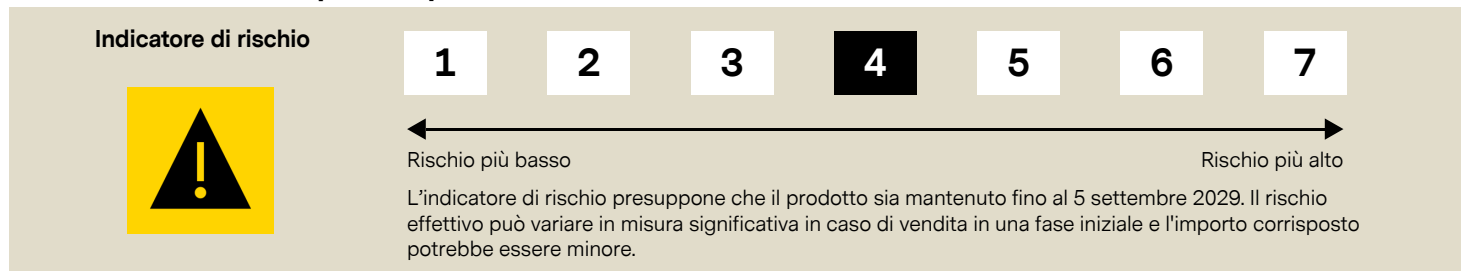 Indicatore di rischio
1 2 3 4 5 6 7
Rischio più basso Rischio più alto
L'indicatore di rischio presuppone che il prodotto sia mantenuto fino al 5 settembre 2029. Il rischio
effettivo può variare in misura significativa in caso di vendita in una fase iniziale e l'importo corrisposto
potrebbe essere minore.